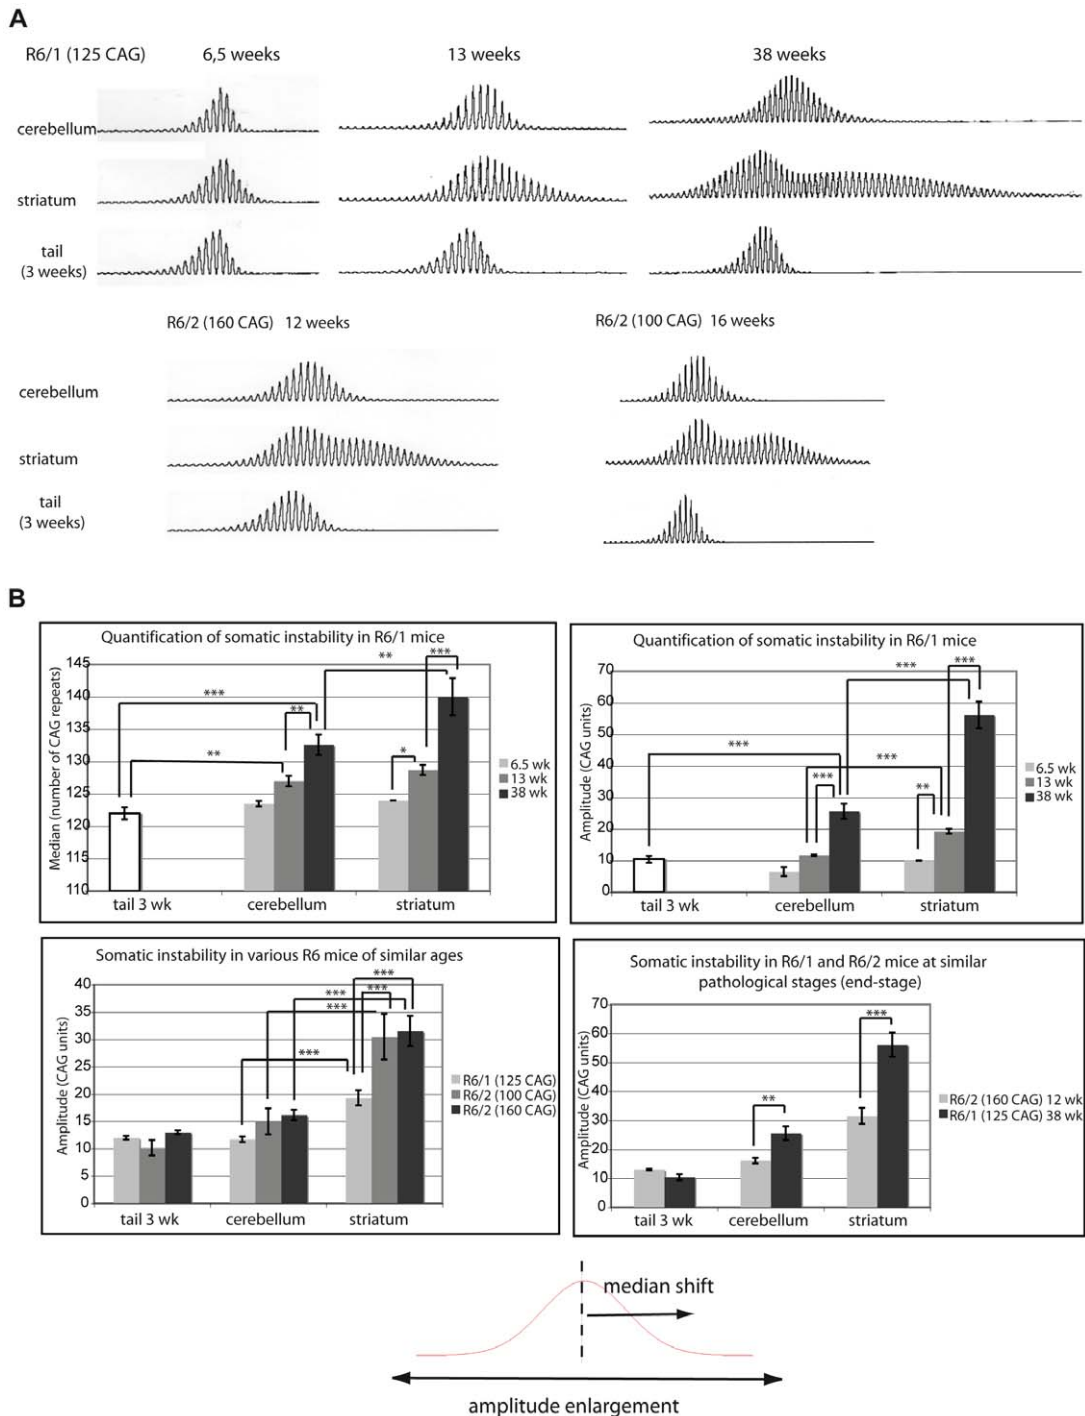 A
R6/1 (125 CAG) 6,5 weeks 13 weeks 38 weeks
cerebellum
striatum
tail
(3 weeks)
R6/2 (160 CAG) 12 weeks R6/2 (100 CAG) 16 weeks
cerebellum
striatum
tail
(3 weeks)
B
Quantification of somatic instability in R6/1 mice
Median (number of CAG repeats)
145
140
135
130
125
120
115
110
***
**
**
**
*
***
6.5 wk
13 wk
38 wk
tail 3 wk cerebellum striatum
Quantification of somatic instability in R6/1 mice
Amplitude (CAG units)
70
60
50
40
30
20
10
0
***
***
***
***
**
***
6.5 wk
13 wk
38 wk
tail 3 wk cerebellum striatum
Somatic instability in various R6 mice of similar ages
Amplitude (CAG units)
40
35
30
25
20
15
10
5
0
***
***
***
***
***
R6/1 (125 CAG)
R6/2 (100 CAG)
R6/2 (160 CAG)
tail 3 wk cerebellum striatum
Somatic instability in R6/1 and R6/2 mice at similar
pathological stages (end-stage)
Amplitude (CAG units)
70
60
50
40
30
20
10
0
**
***
R6/2 (160 CAG) 12 wk
R6/1 (125 CAG) 38 wk
tail 3 wk cerebellum striatum
median shift
amplitude enlargement